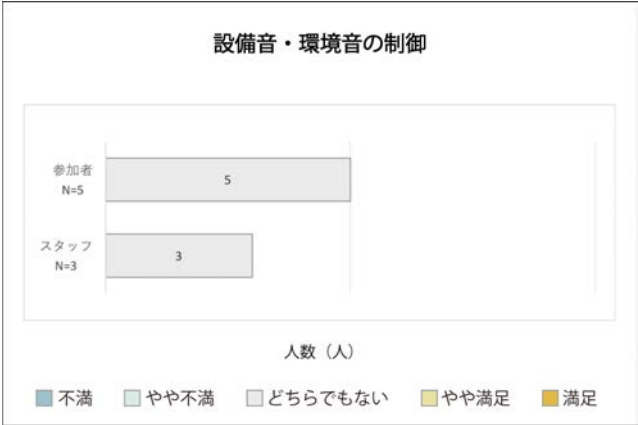 設備音・環境音の制御
参加者
N=5
5
スタッフ
N=3
3
人数（人）
不満 やや不満 どちらでもない やや満足 満足